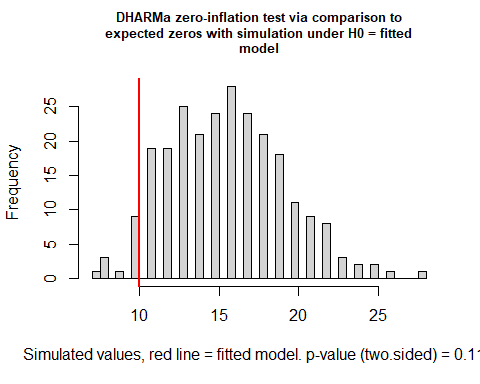 DHARMa zero-inflation test via comparison to
expected zeros with simulation under H0 = fitted
model
Frequency
25
20
15
10
5
0
10 15 20 25
Simulated values, red line = fitted model. p-value (two.sided) = 0.11